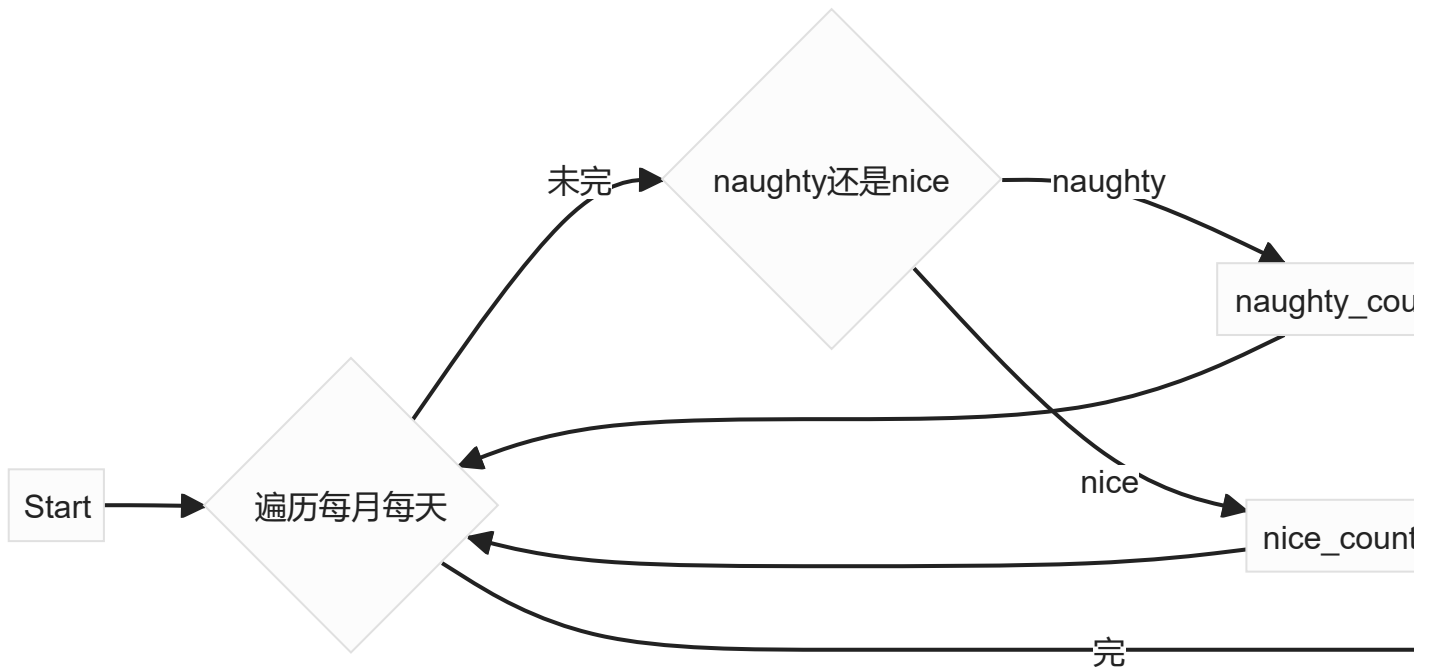 未完
naughty还是nice
naughty
naughty_cou
Start
遍历每月每天
nice
nice_count
完